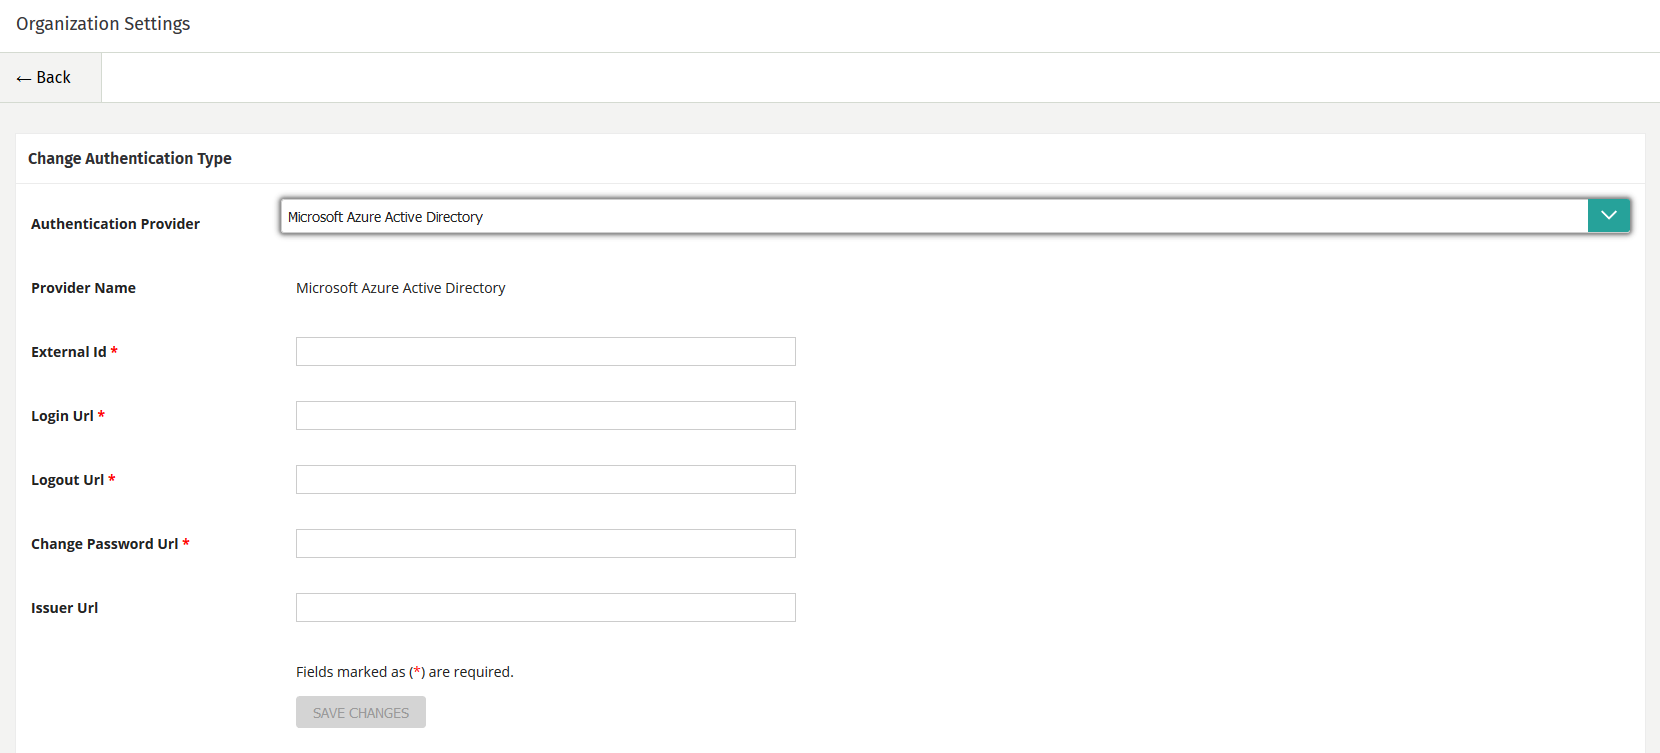 Organization Settings
← Back
Change Authentication Type
Authentication Provider
Microsoft Azure Active Directory
Provider Name
Microsoft Azure Active Directory
External Id *
Login Url *
Logout Url *
Change Password Url *
Issuer Url
Fields marked as (*) are required.
SAVE CHANGES